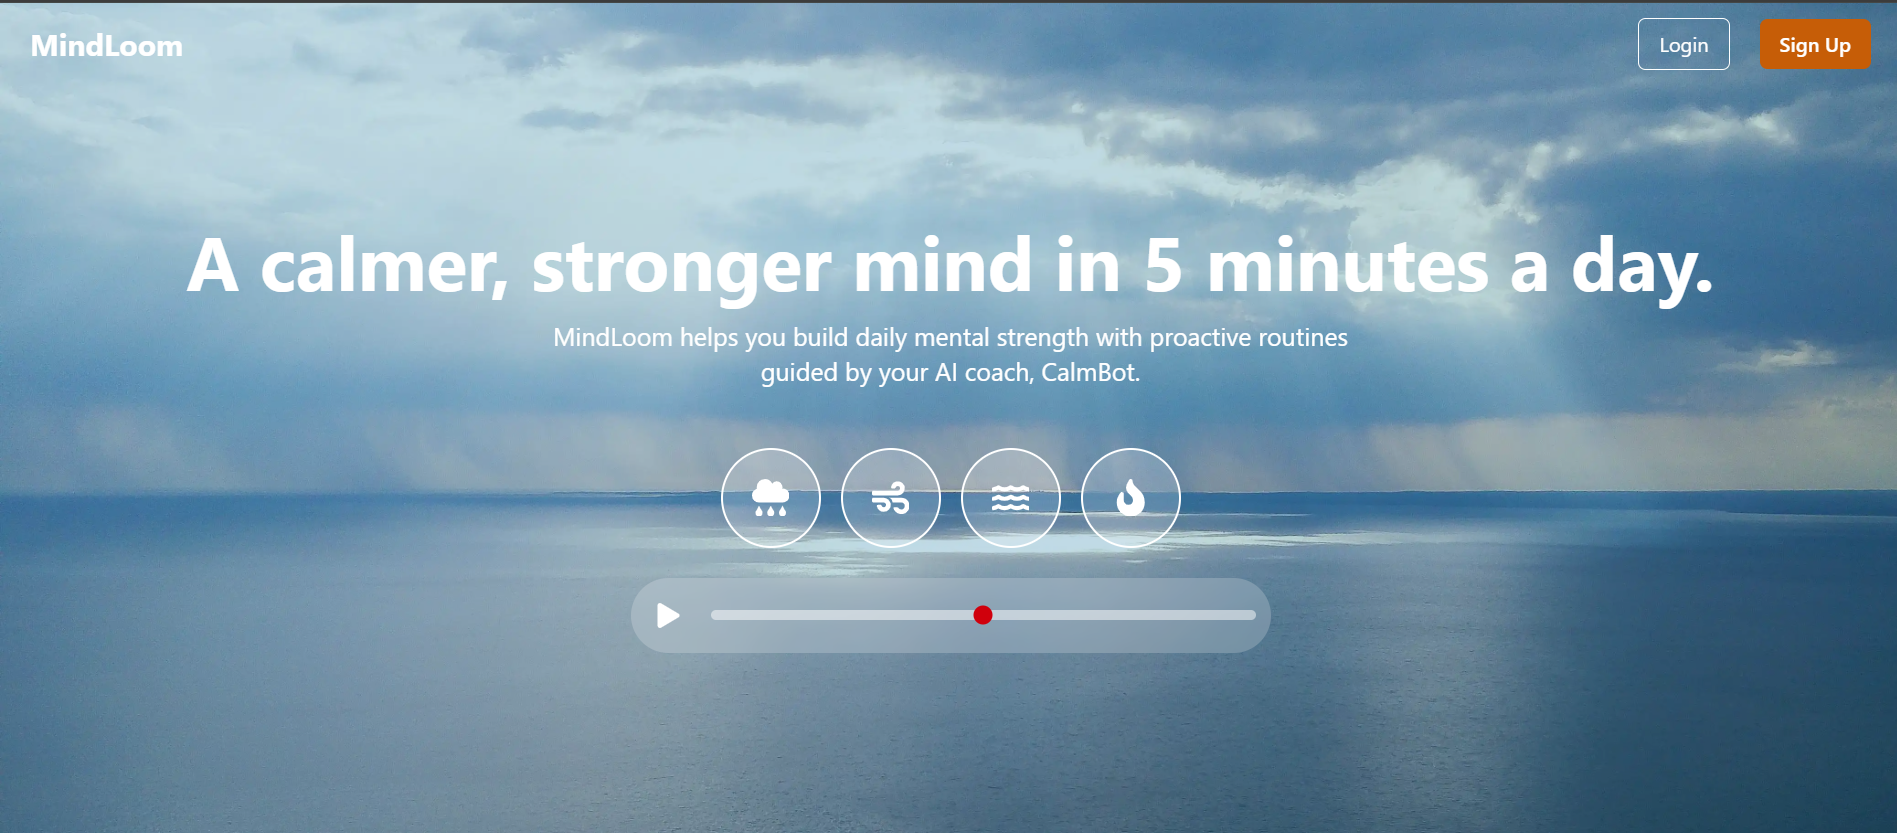 MindLoom
Login
Sign Up
A calmer, stronger mind in 5 minutes a day.
MindLoom helps you build daily mental strength with proactive routines
guided by your AI coach, CalmBot.